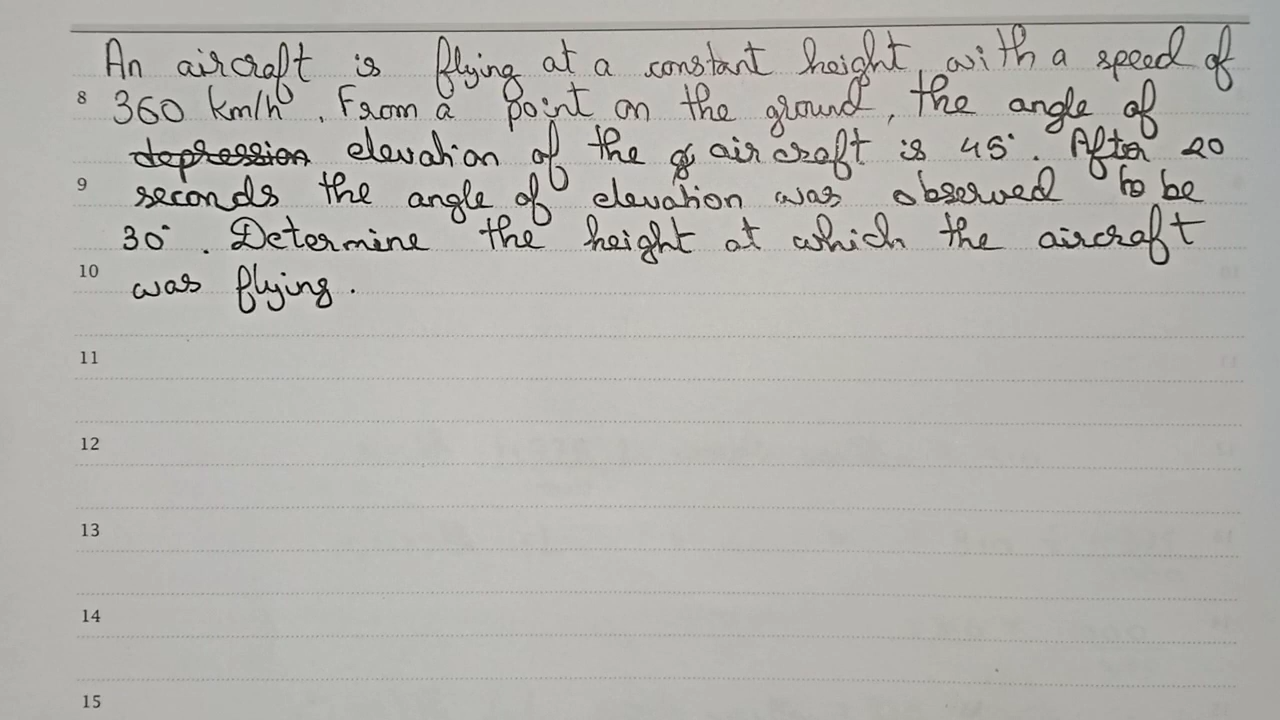 An aircraft is flying at a constant height with a speed of
8 360 km/h. From a point on the ground, the angle of
depression elevation of the aircraft is 45°. After 20
9 seconds the angle of elevation was observed to be
30°. Determine the height at which the aircraft
10 was flying.
11
12
13
14
15